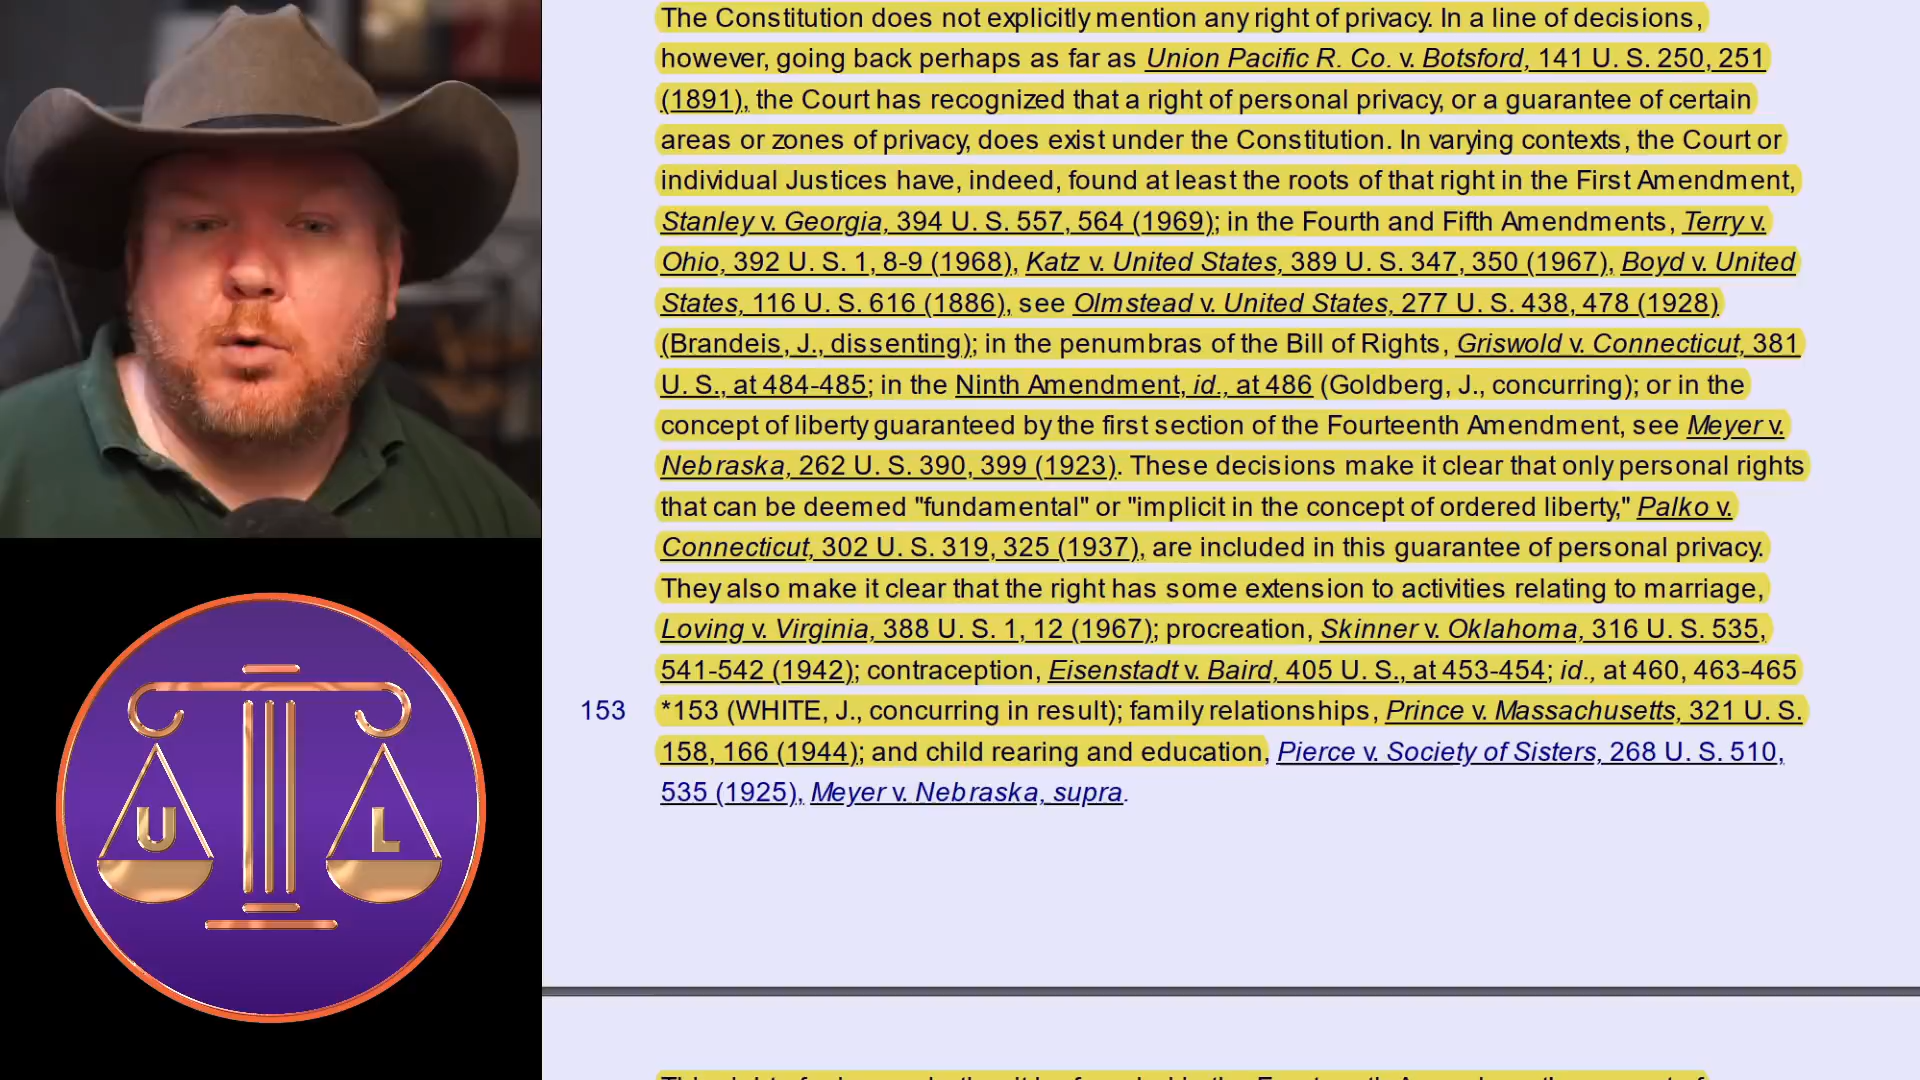 The Constitution does not explicitly mention any right of privacy. In a line of decisions,
however, going back perhaps as far as Union Pacific R. Co. v. Botsford, 141 U. S. 250, 251
(1891), the Court has recognized that a right of personal privacy, or a guarantee of certain
areas or zones of privacy, does exist under the Constitution. In varying contexts, the Court or
individual Justices have, indeed, found at least the roots of that right in the First Amendment,
Stanley v. Georgia, 394 U. S. 557, 564 (1969); in the Fourth and Fifth Amendments, Terry v.
Ohio, 392 U. S. 1, 8-9 (1968), Katz v. United States, 389 U. S. 347, 350 (1967), Boyd v. United
States, 116 U. S. 616 (1886), see Olmstead v. United States, 277 U. S. 438, 478 (1928)
(Brandeis, J., dissenting); in the penumbras of the Bill of Rights, Griswold v. Connecticut, 381
U. S., at 484-485; in the Ninth Amendment, id., at 486 (Goldberg, J., concurring); or in the
concept of liberty guaranteed by the first section of the Fourteenth Amendment, see Meyer v.
Nebraska, 262 U. S. 390, 399 (1923). These decisions make it clear that only personal rights
that can be deemed "fundamental" or "implicit in the concept of ordered liberty," Palko v.
Connecticut, 302 U. S. 319, 325 (1937), are included in this guarantee of personal privacy.
They also make it clear that the right has some extension to activities relating to marriage,
Loving v. Virginia, 388 U. S. 1, 12 (1967); procreation, Skinner v. Oklahoma, 316 U. S. 535,
541-542 (1942); contraception, Eisenstadt v. Baird, 405 U. S., at 453-454; id., at 460, 463-465
153 *153 (WHITE, J., concurring in result); family relationships, Prince v. Massachusetts, 321 U. S.
158, 166 (1944); and child rearing and education, Pierce v. Society of Sisters, 268 U. S. 510,
535 (1925), Meyer v. Nebraska, supra.
U L